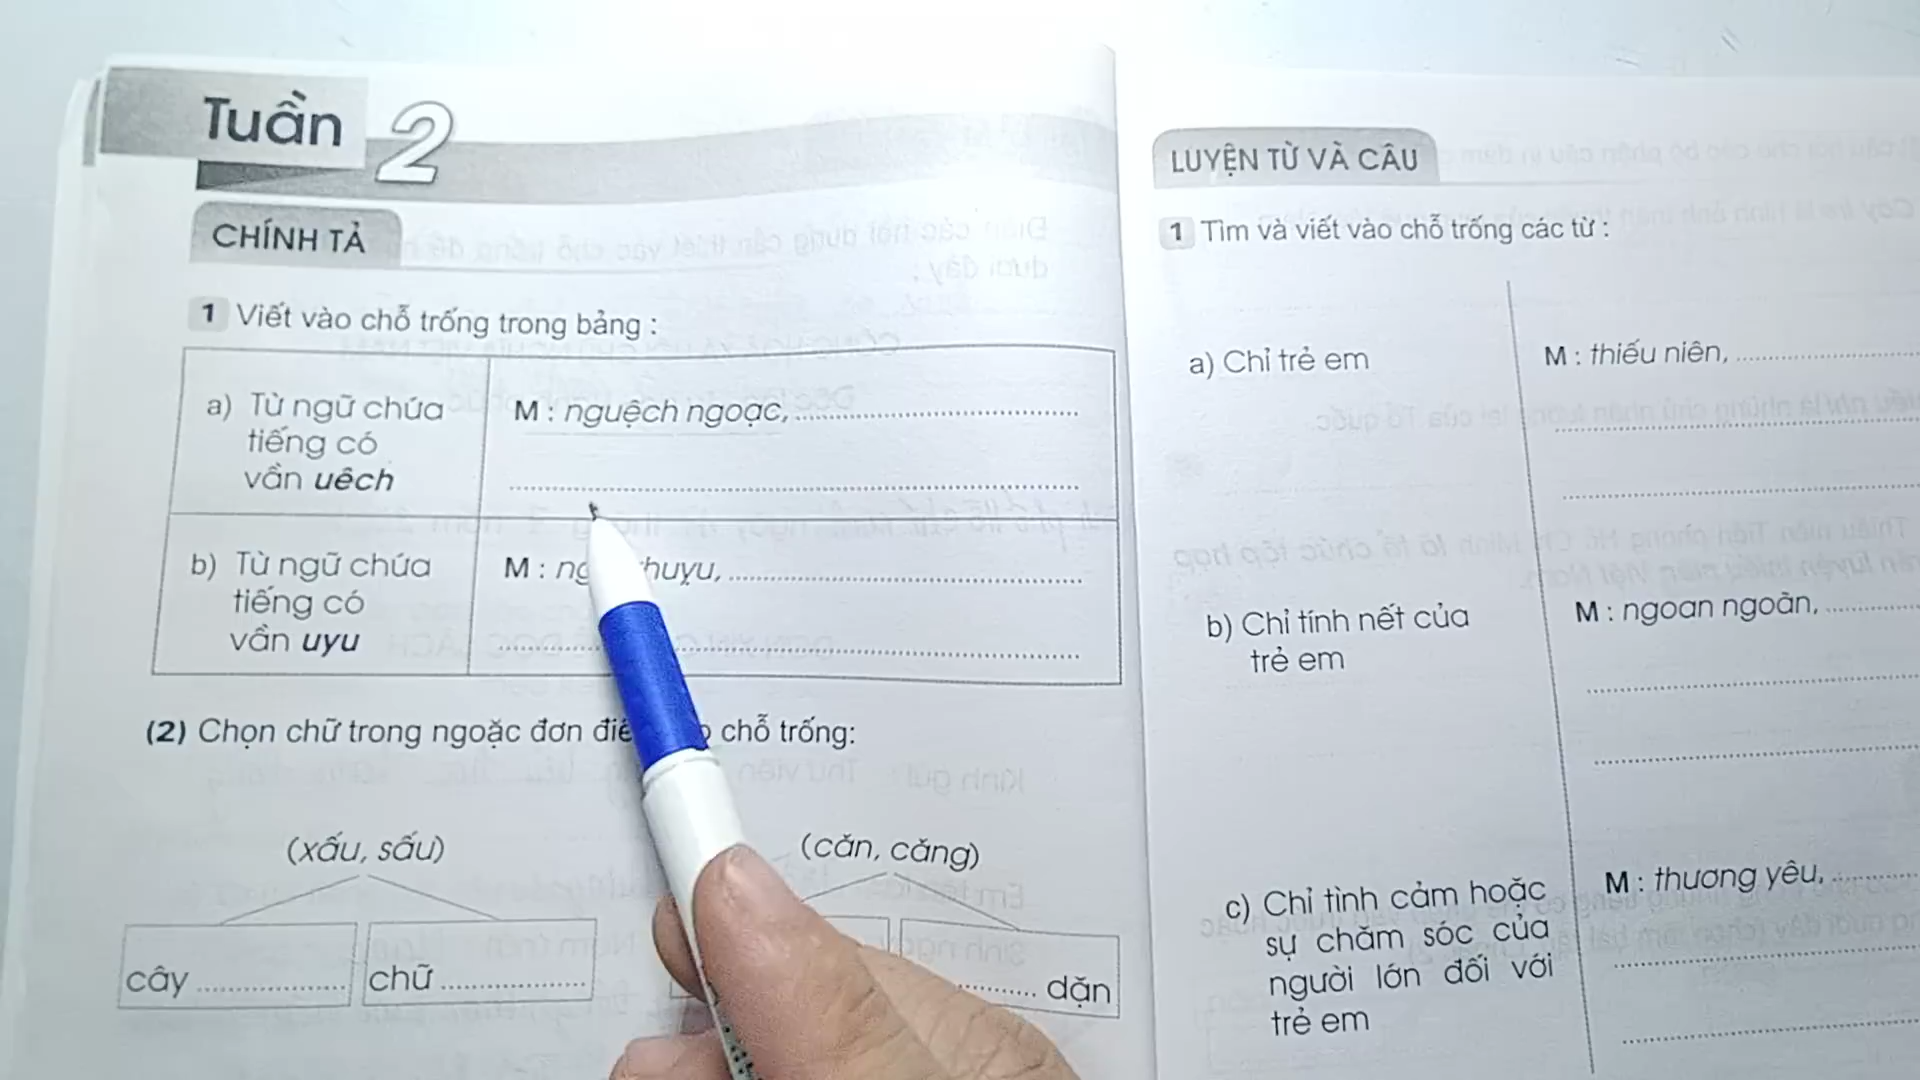 Tuần 2
CHÍNH TẢ
1 Viết vào chỗ trống trong bảng :
a) Từ ngữ chứa
tiếng có
vần uêch
M : nguệch ngoạc,
b) Từ ngữ chứa
tiếng có
vần uyu
M : huỵu,
(2) Chọn chữ trong ngoặc đơn chỗ trống:
(xấu, sấu)
(căn, căng)
cây
chữ
dặn
LUYỆN TỪ VÀ CÂU
1 Tìm và viết vào chỗ trống các từ :
a) Chỉ trẻ em
M : thiếu niên,
b) Chỉ tính nết của
trẻ em
M : ngoan ngoãn,
c) Chỉ tình cảm hoặc
sự chăm sóc của
người lớn đối với
trẻ em
M : thương yêu,